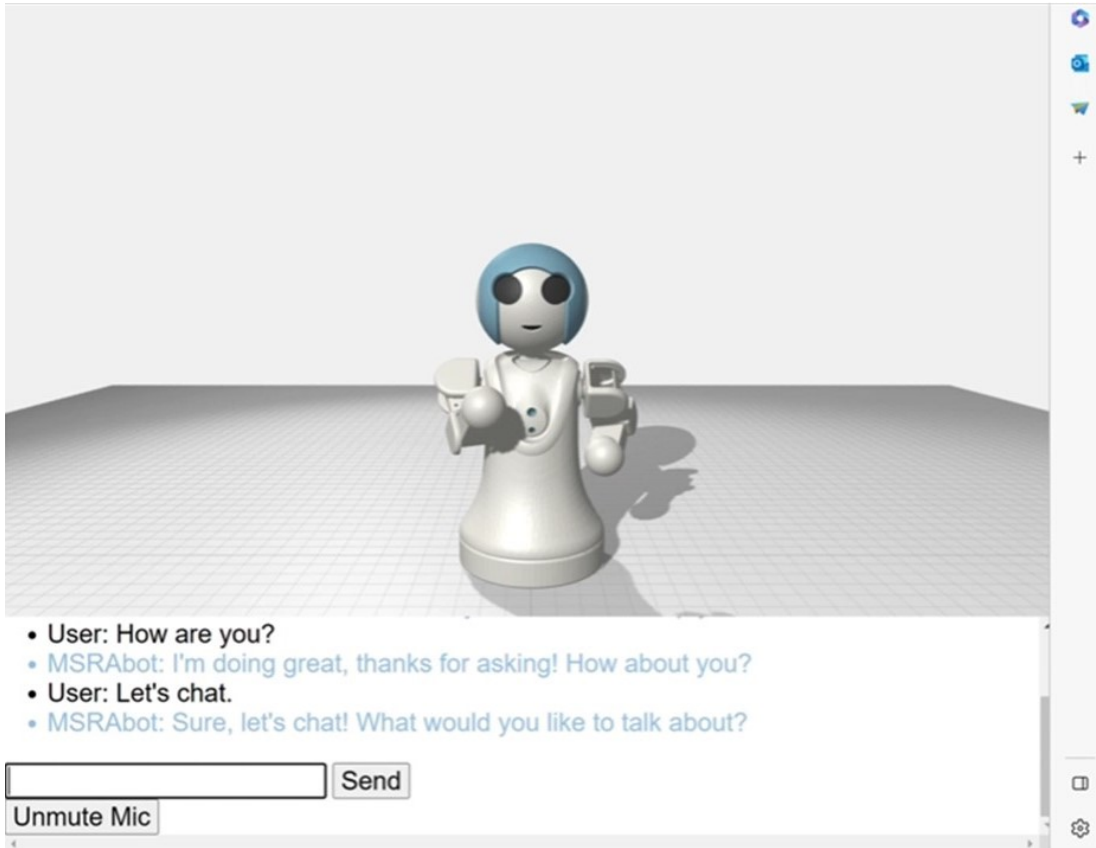 User: How are you?
MSRAbot: I'm doing great, thanks for asking! How about you?
User: Let's chat.
MSRAbot: Sure, let's chat! What would you like to talk about?
Send
Unmute Mic